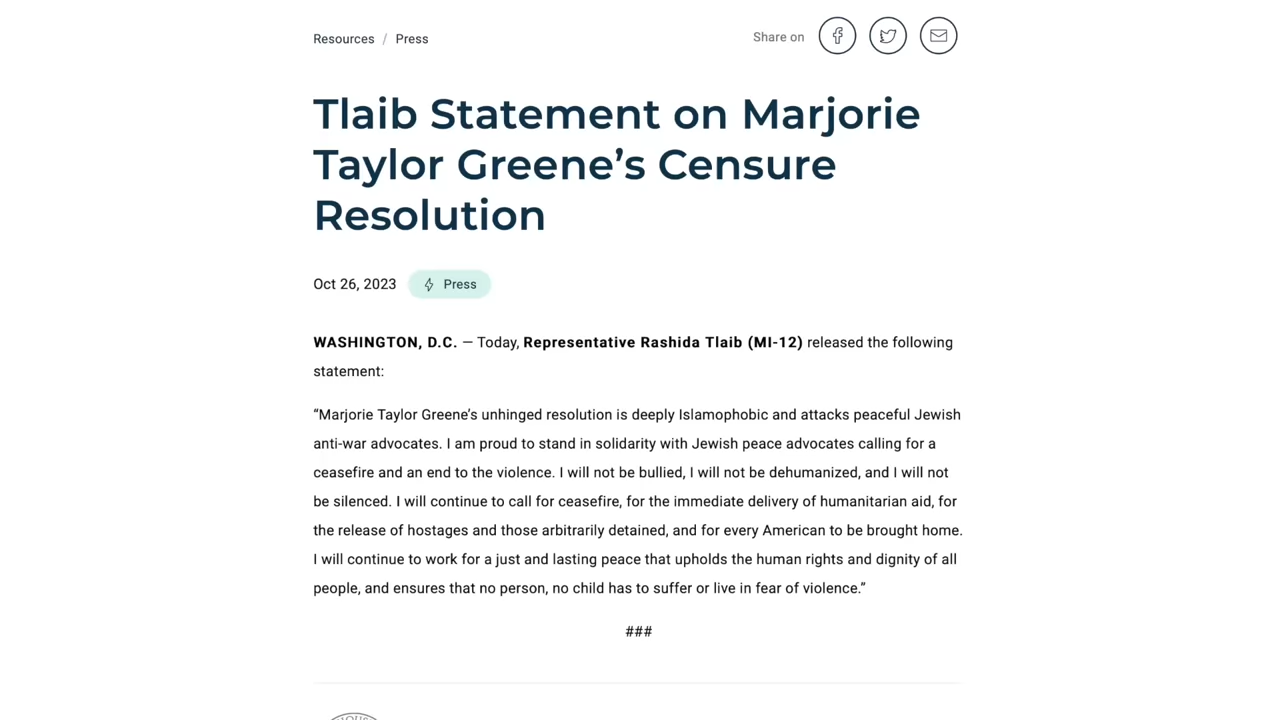 Resources / Press
Share on
Tlaib Statement on Marjorie
Taylor Greene’s Censure
Resolution
Oct 26, 2023 Press
WASHINGTON, D.C. — Today, Representative Rashida Tlaib (MI-12) released the following
statement:
“Marjorie Taylor Greene’s unhinged resolution is deeply Islamophobic and attacks peaceful Jewish
anti-war advocates. I am proud to stand in solidarity with Jewish peace advocates calling for a
ceasefire and an end to the violence. I will not be bullied, I will not be dehumanized, and I will not
be silenced. I will continue to call for ceasefire, for the immediate delivery of humanitarian aid, for
the release of hostages and those arbitrarily detained, and for every American to be brought home.
I will continue to work for a just and lasting peace that upholds the human rights and dignity of all
people, and ensures that no person, no child has to suffer or live in fear of violence.”
###